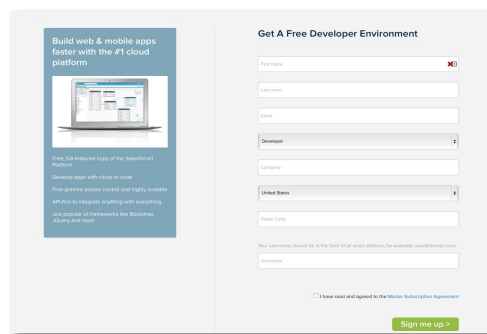 Build web & mobile apps
faster with the #1 cloud
platform
Free, full-featured copy of the Salesforce1
Platform
Develop apps with clicks or code
Fine-grained access control and highly scalable
API-first to integrate anything with everything
Use popular UI frameworks like Bootstrap,
JQuery and more
Get A Free Developer Environment
First name
Last name
Email
Developer
Company
United States
Postal Code
Your username should be in the form of an email address, for example: user@domain.com
Username
I have read and agreed to the Master Subscription Agreement
Sign me up >